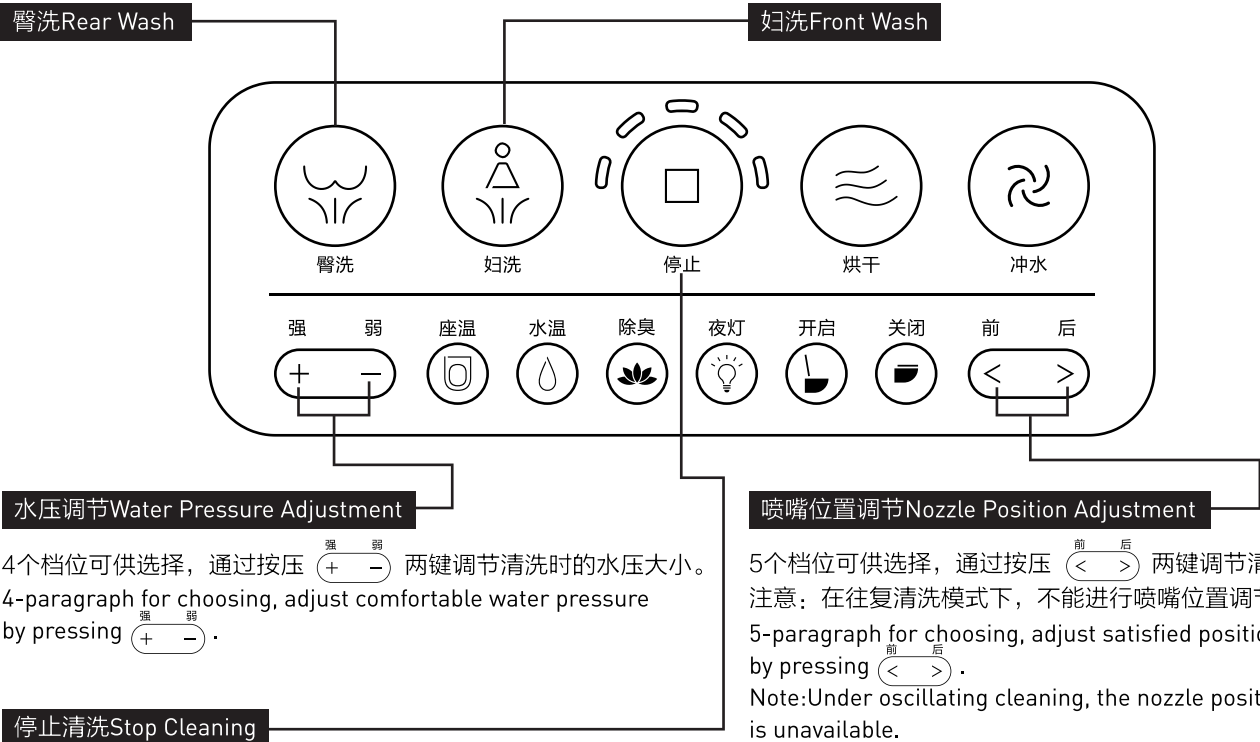 臀洗Rear Wash
妇洗Front Wash
臀洗 妇洗 停止 烘干 冲水
强 弱 座温 水温 除臭 夜灯 开启 关闭 前 后
+ − < >
水压调节Water Pressure Adjustment
4个档位可供选择，通过按压 强 + 弱 − 两键调节清洗时的水压大小。
4-paragraph for choosing, adjust comfortable water pressure
by pressing 强 + 弱 − .
停止清洗Stop Cleaning
喷嘴位置调节Nozzle Position Adjustment
5个档位可供选择，通过按压 前 < 后 > 两键调节清
注意：在往复清洗模式下，不能进行喷嘴位置调节
5-paragraph for choosing, adjust satisfied positio
by pressing 前 < 后 > .
Note:Under oscillating cleaning, the nozzle posit
is unavailable.